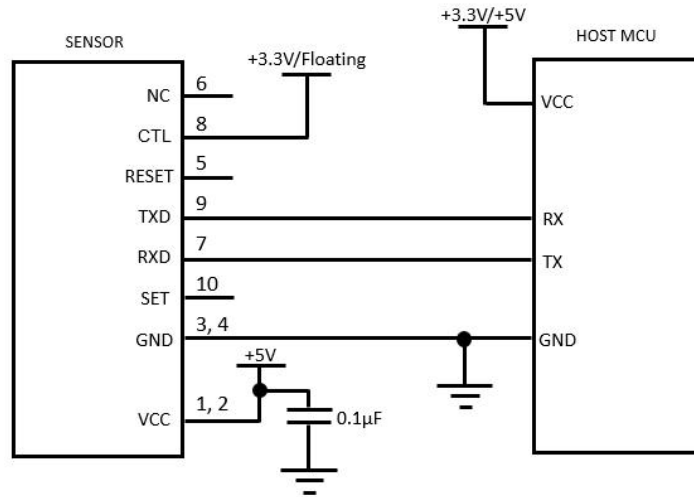 SENSOR
+3.3V/+5V
HOST MCU
+3.3V/Floating
NC 6
CTL 8
VCC
RESET 5
TXD 9
RX
RXD 7
TX
SET 10
GND 3, 4
GND
+5V
VCC 1, 2
0.1µF